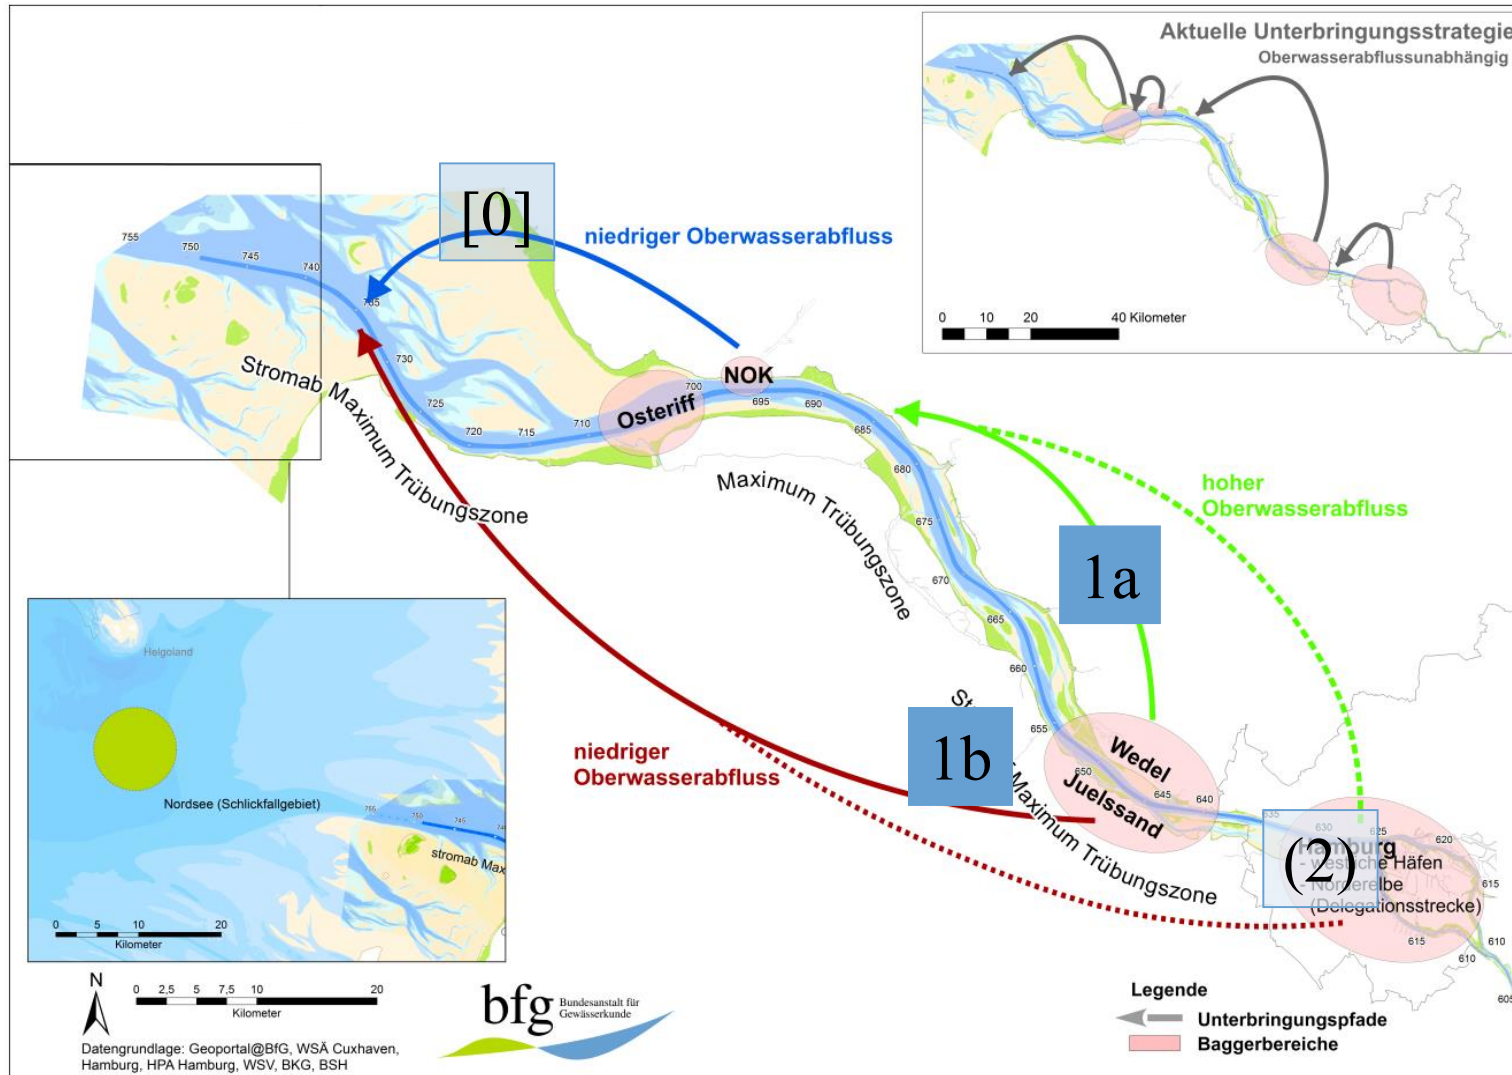 Aktuelle Unterbringungsstrategie
Oberwasserabflussunabhängig
0 10 20 40 Kilometer
[0]
niedriger Oberwasserabfluss
755
750
745
740
730
725
720
715
710
700
695
690
685
680
675
670
665
660
655
650
645
640
635
630
625
620
615
615
610
610
605
NOK
Osteriff
Stromab Maximum Trübungszone
Maximum Trübungszone
hoher
Oberwasserabfluss
1a
1b
niedriger
Oberwasserabfluss
Maximum Trübungszone
Wedel
Juelssand
(2)
Hamburg
- westliche Häfen
- Norderelbe
(Delegationsstrecke)
Helgoland
Nordsee (Schlickfallgebiet)
755
750
745
stromab Max
0 5 10 20
Kilometer
N
0 2,5 5 7,5 10 20
Kilometer
Datengrundlage: Geoportal@BfG, WSÄ Cuxhaven,
Hamburg, HPA Hamburg, WSV, BKG, BSH
bfg
Bundesanstalt für
Gewässerkunde
Legende
Unterbringungspfade
Baggerbereiche